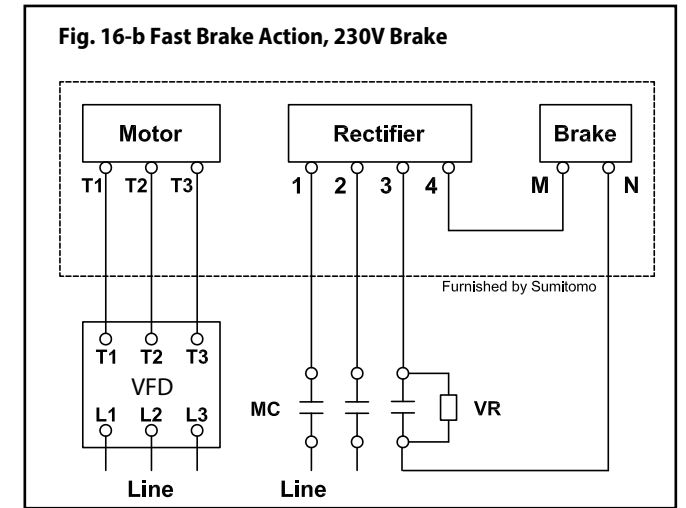 Fig. 16-b Fast Brake Action, 230V Brake
Motor Rectifier Brake
T1 T2 T3 1 2 3 4 M N
Furnished by Sumitomo
T1 T2 T3
VFD
MC VR
L1 L2 L3
Line Line